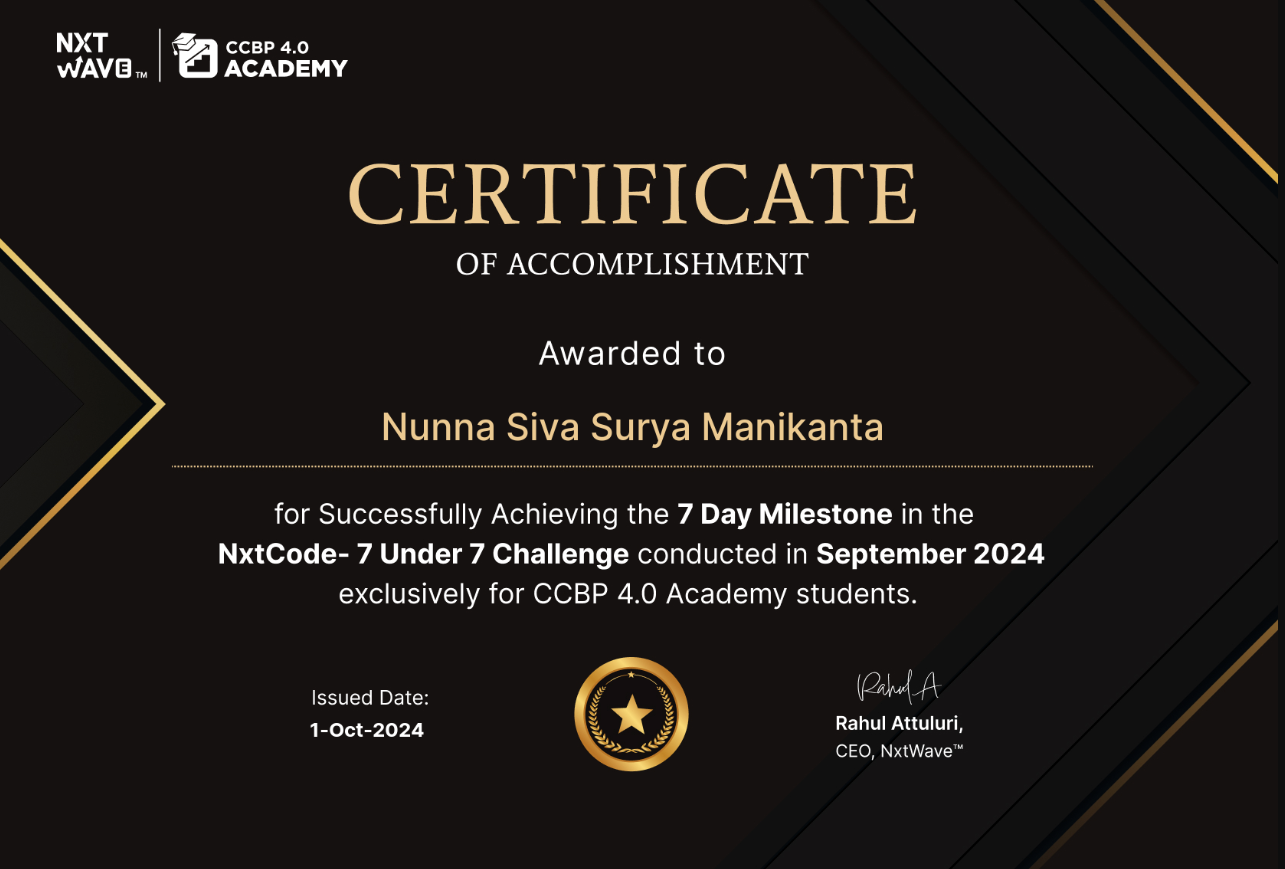 NXT
WAVE™
CCBP 4.0
ACADEMY
CERTIFICATE
OF ACCOMPLISHMENT
Awarded to
Nunna Siva Surya Manikanta
for Successfully Achieving the 7 Day Milestone in the
NxtCode- 7 Under 7 Challenge conducted in September 2024
exclusively for CCBP 4.0 Academy students.
Issued Date:
1-Oct-2024
Rahul A
Rahul Attuluri,
CEO, NxtWave™